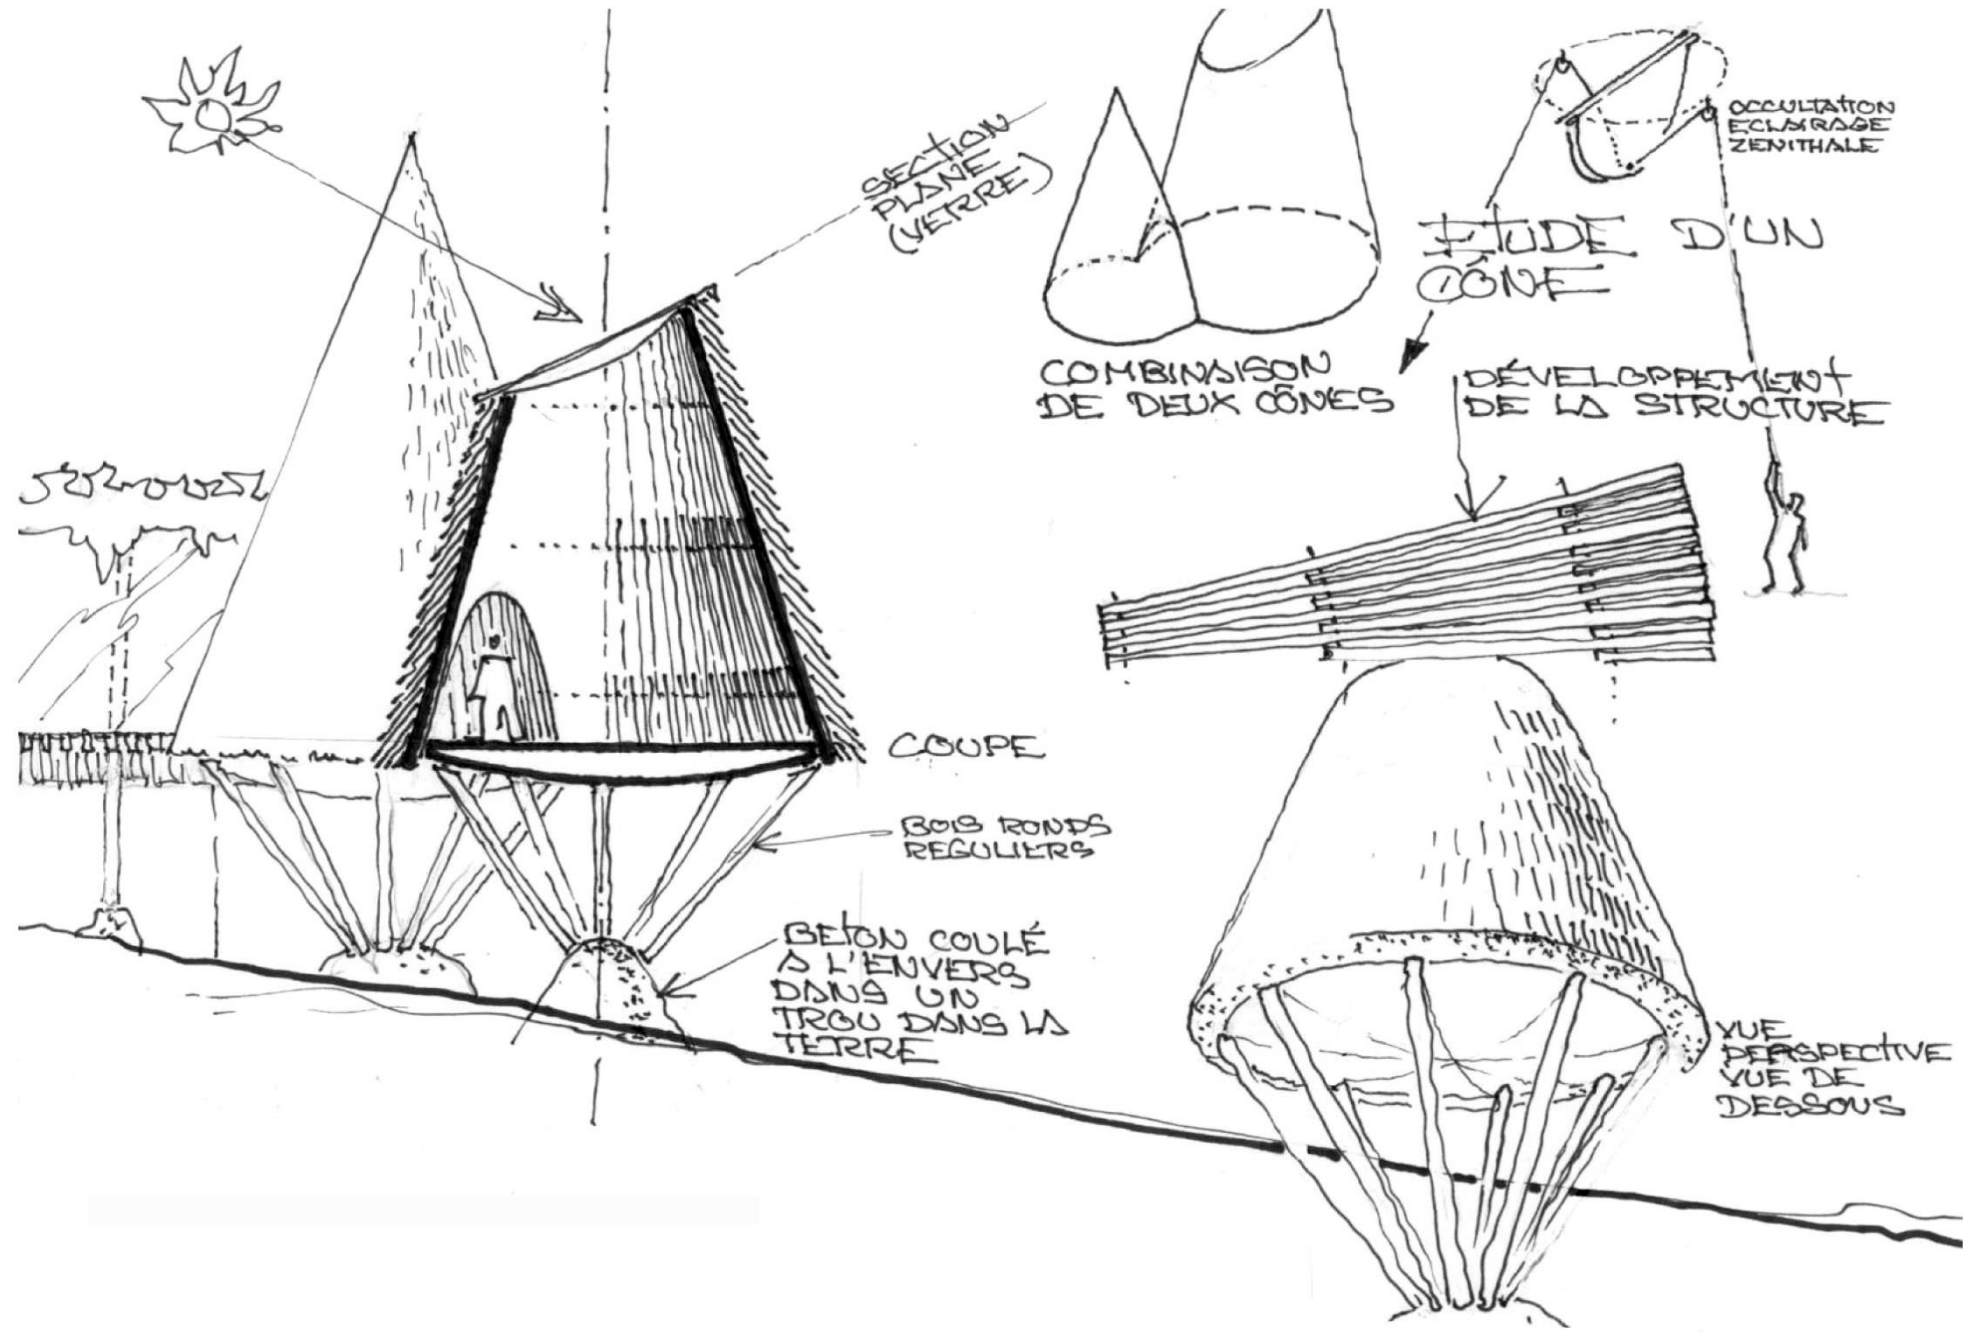 SECTION
PLANE
(VERRE)
OCCULTATION
ECLAIRAGE
ZENITHALE
ETUDE D'UN
CÔNE
COMBINAISON
DE DEUX CÔNES
DÉVELOPPEMENT
DE LA STRUCTURE
COUPE
BOIS RONDS
REGULIERS
BETON COULÉ
A L'ENVERS
DANS UN
TROU DANS LA
TERRE
VUE
PERSPECTIVE
VUE DE
DESSOUS